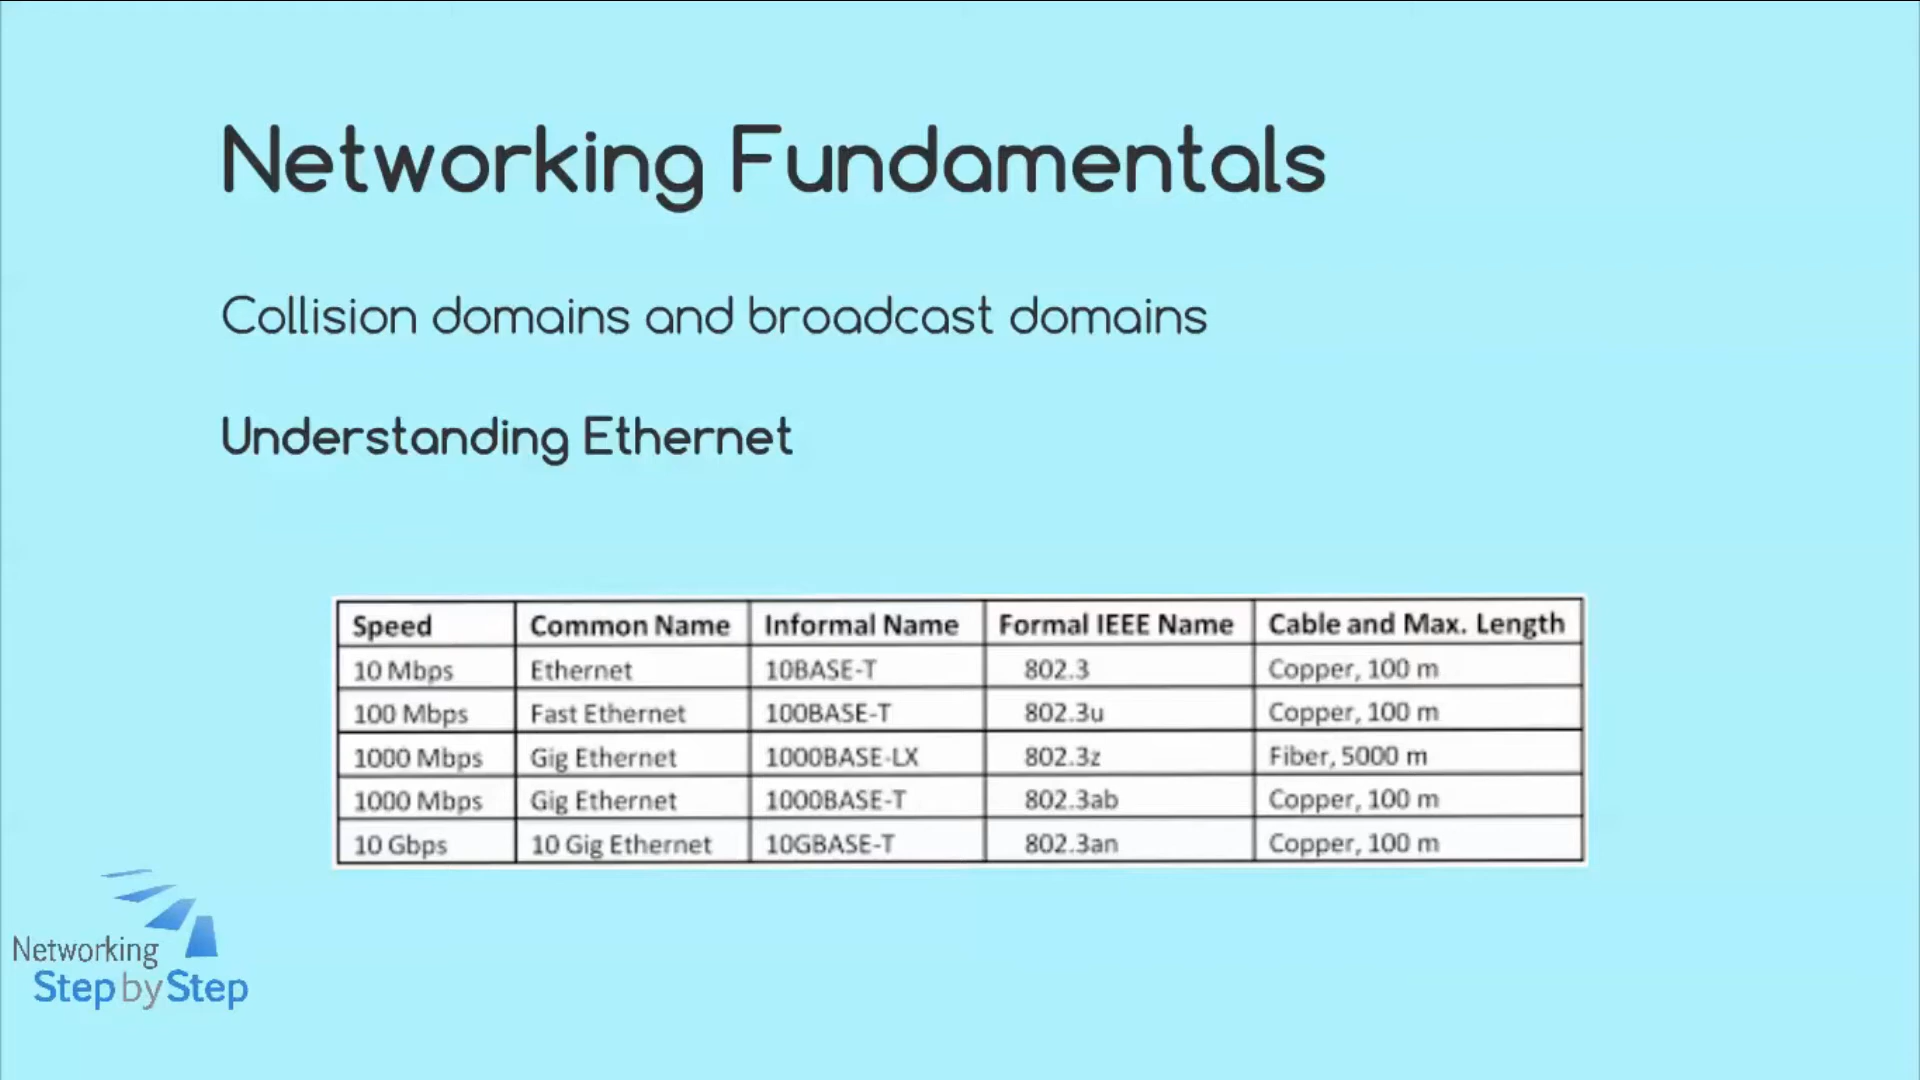 Networking Fundamentals
Collision domains and broadcast domains
Understanding Ethernet
Speed Common Name Informal Name Formal IEEE Name Cable and Max. Length
10 Mbps Ethernet 10BASE-T 802.3 Copper, 100 m
100 Mbps Fast Ethernet 100BASE-T 802.3u Copper, 100 m
1000 Mbps Gig Ethernet 1000BASE-LX 802.3z Fiber, 5000 m
1000 Mbps Gig Ethernet 1000BASE-T 802.3ab Copper, 100 m
10 Gbps 10 Gig Ethernet 10GBASE-T 802.3an Copper, 100 m
Networking
Step by Step